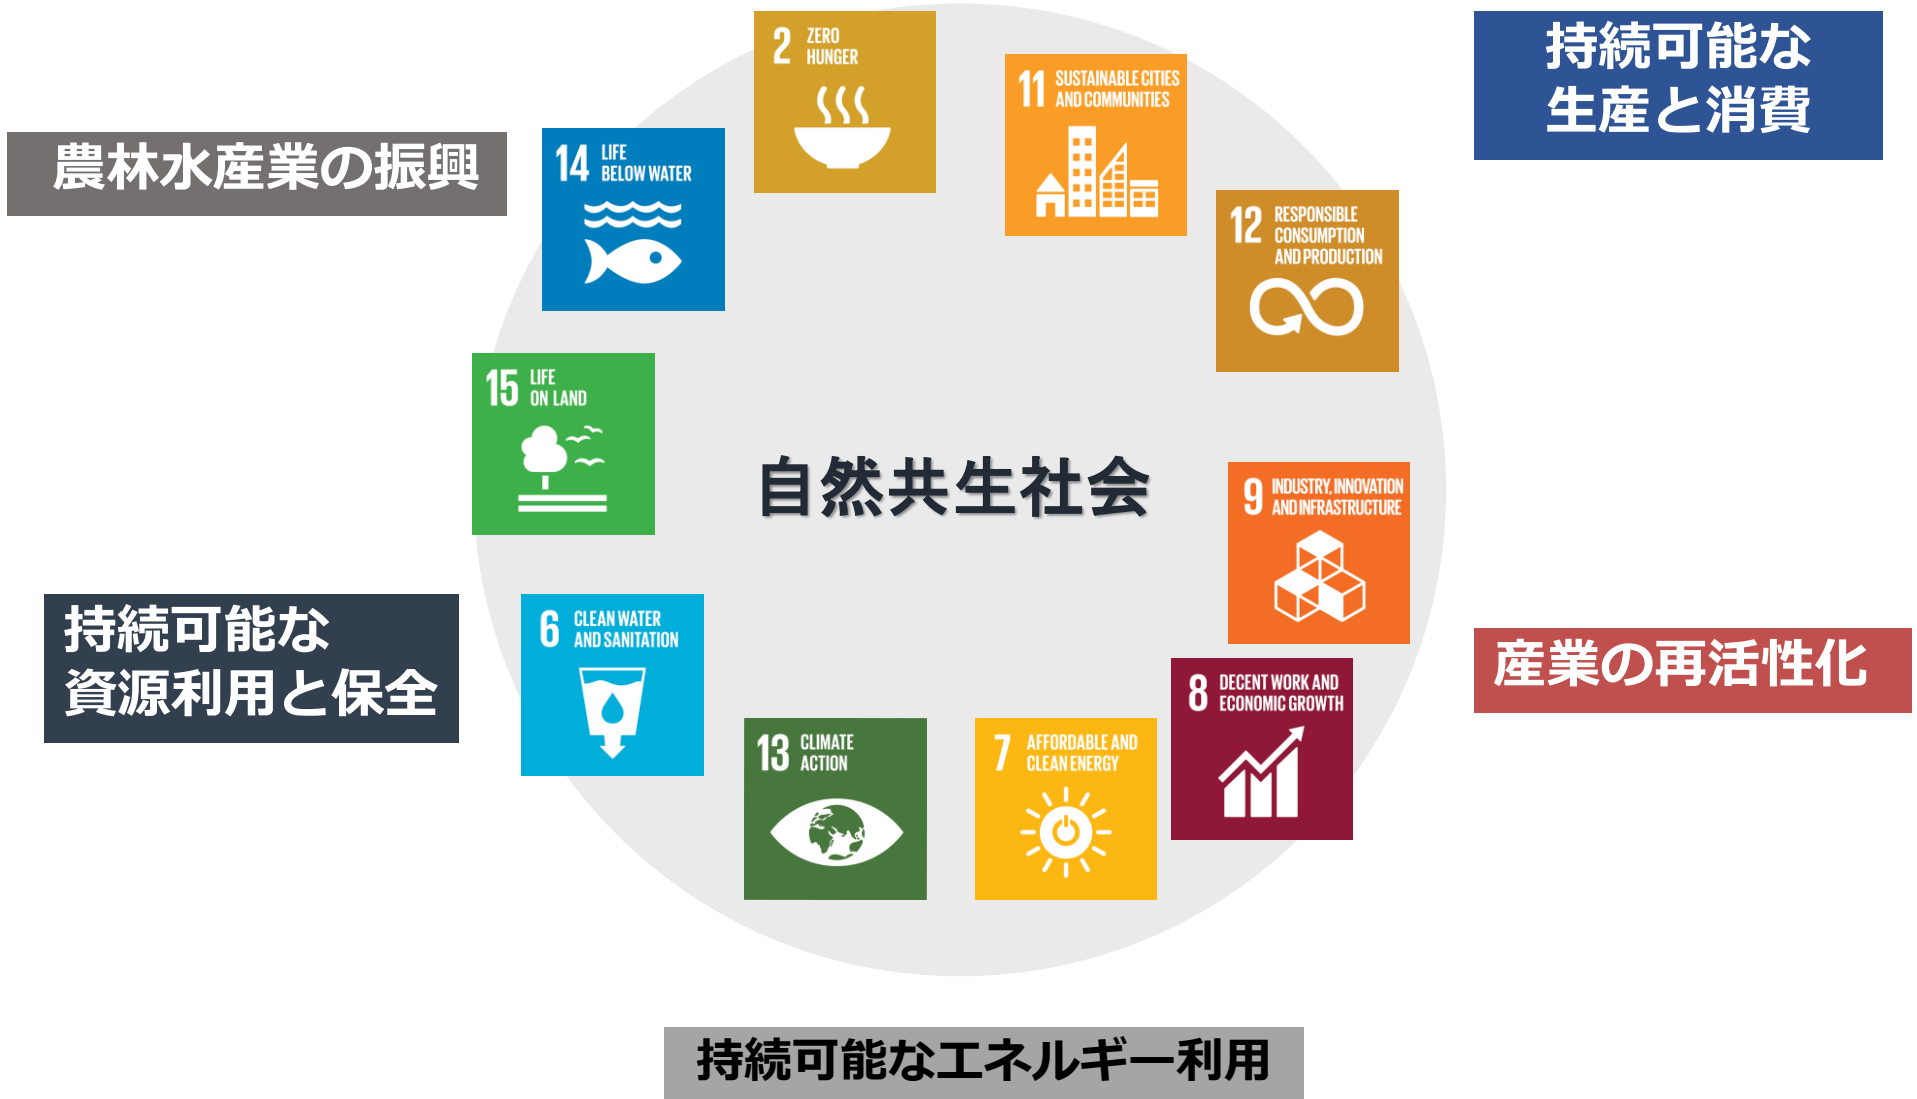 2 ZERO
HUNGER
11 SUSTAINABLE CITIES
AND COMMUNITIES
持続可能な
生産と消費
農林水産業の振興
14 LIFE
BELOW WATER
12 RESPONSIBLE
CONSUMPTION
AND PRODUCTION
15 LIFE
ON LAND
自然共生社会
9 INDUSTRY, INNOVATION
AND INFRASTRUCTURE
持続可能な
資源利用と保全
6 CLEAN WATER
AND SANITATION
産業の再活性化
8 DECENT WORK AND
ECONOMIC GROWTH
13 CLIMATE
ACTION
7 AFFORDABLE AND
CLEAN ENERGY
持続可能なエネルギー利用